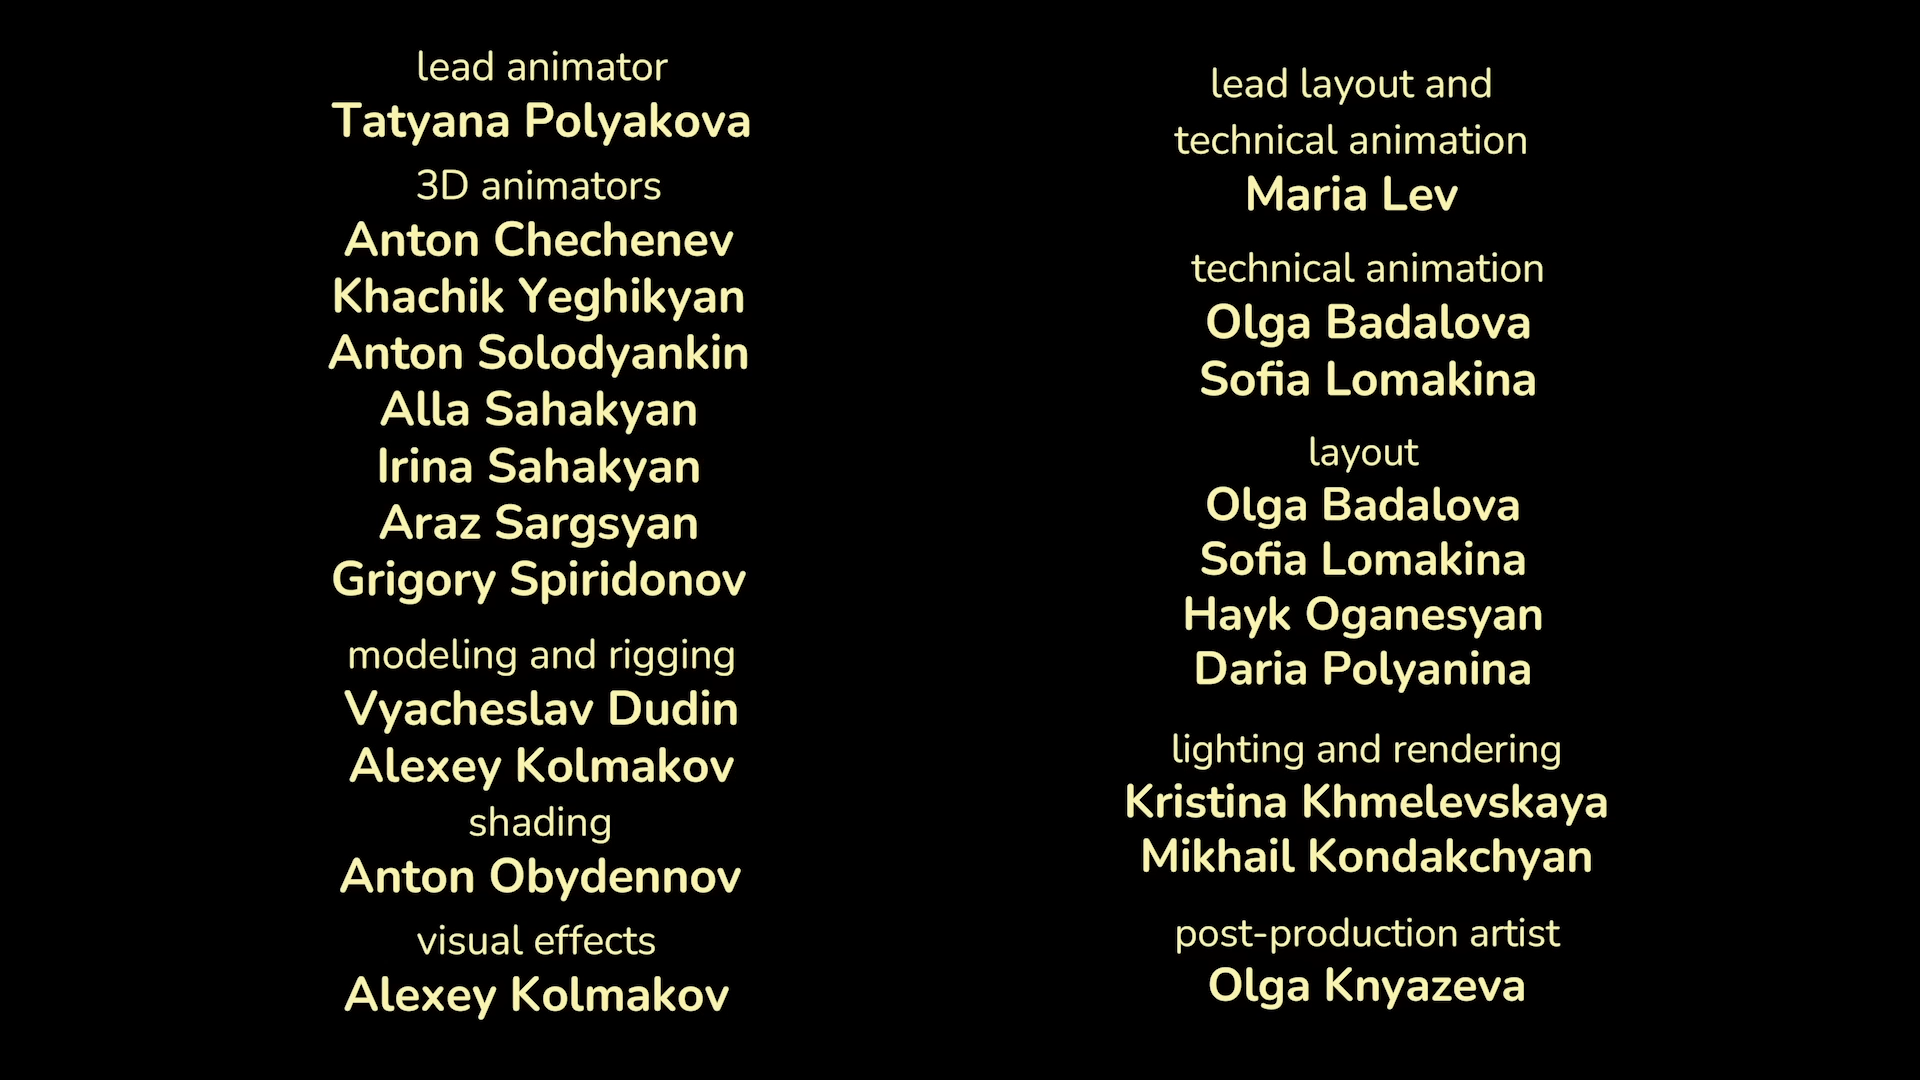 lead animator
Tatyana Polyakova
3D animators
Anton Chechenev
Khachik Yeghikyan
Anton Solodyankin
Alla Sahakyan
Irina Sahakyan
Araz Sargsyan
Grigory Spiridonov
modeling and rigging
Vyacheslav Dudin
Alexey Kolmakov
shading
Anton Obydennov
visual effects
Alexey Kolmakov
lead layout and
technical animation
Maria Lev
technical animation
Olga Badalova
Sofia Lomakina
layout
Olga Badalova
Sofia Lomakina
Hayk Oganesyan
Daria Polyanina
lighting and rendering
Kristina Khmelevskaya
Mikhail Kondakchyan
post-production artist
Olga Knyazeva